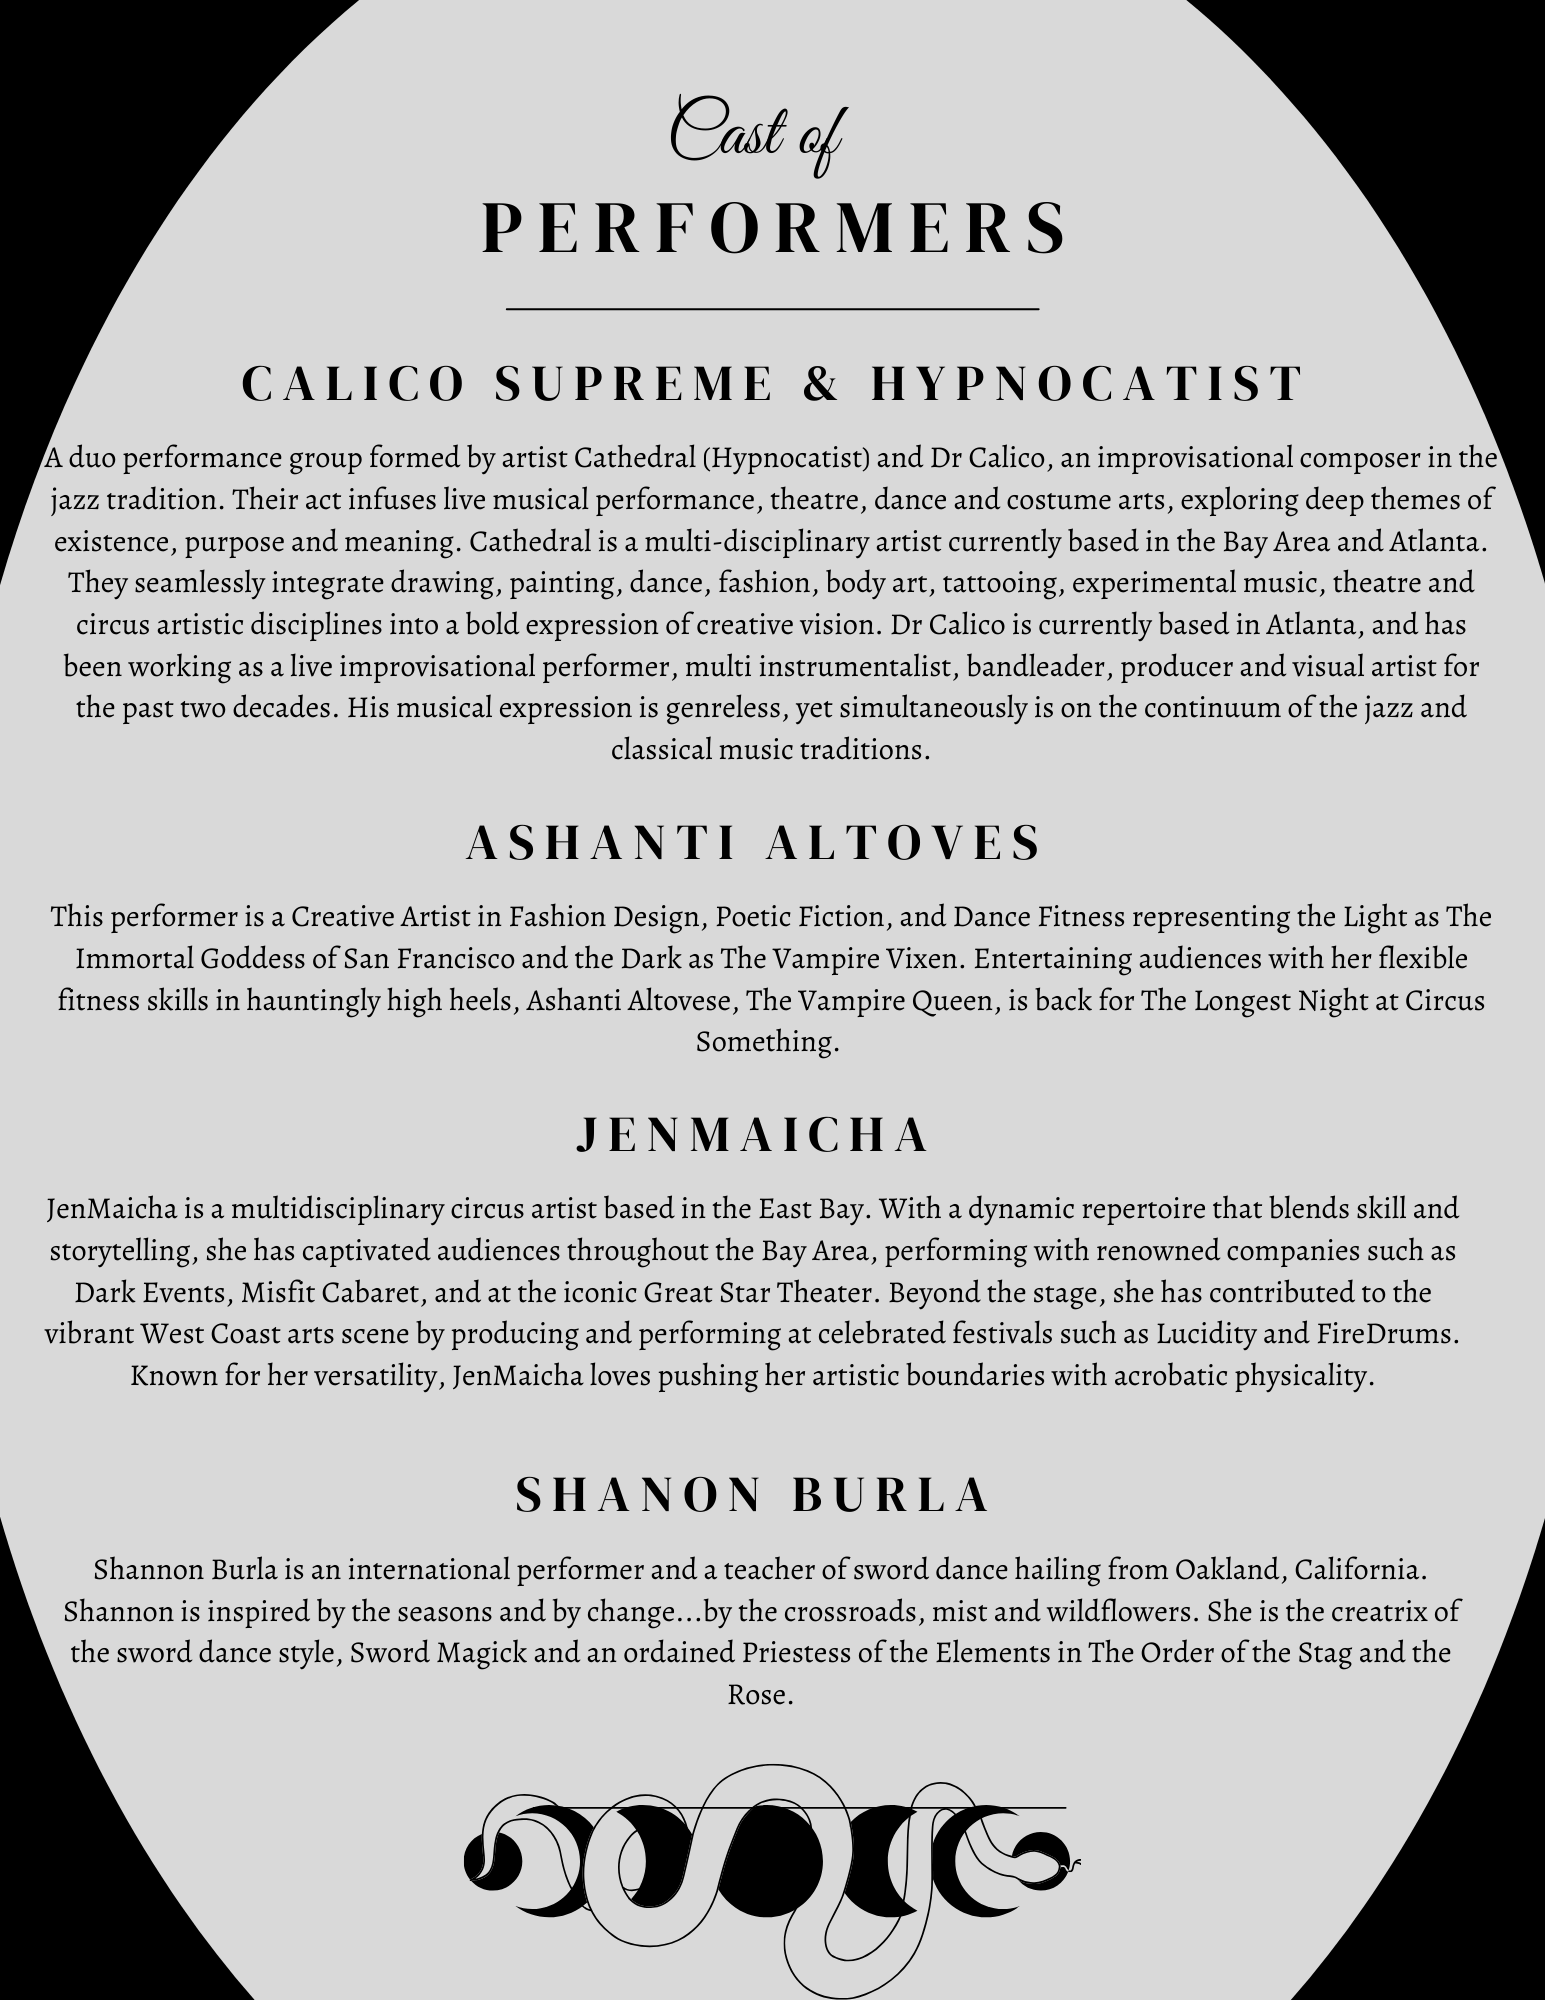 Cast of
PERFORMERS
CALICO SUPREME & HYPNOCATIST
A duo performance group formed by artist Cathedral (Hypnocatist) and Dr Calico, an improvisational composer in the
jazz tradition. Their act infuses live musical performance, theatre, dance and costume arts, exploring deep themes of
existence, purpose and meaning. Cathedral is a multi-disciplinary artist currently based in the Bay Area and Atlanta.
They seamlessly integrate drawing, painting, dance, fashion, body art, tattooing, experimental music, theatre and
circus artistic disciplines into a bold expression of creative vision. Dr Calico is currently based in Atlanta, and has
been working as a live improvisational performer, multi instrumentalist, bandleader, producer and visual artist for
the past two decades. His musical expression is genreless, yet simultaneously is on the continuum of the jazz and
classical music traditions.
ASHANTI ALTOVES
This performer is a Creative Artist in Fashion Design, Poetic Fiction, and Dance Fitness representing the Light as The
Immortal Goddess of San Francisco and the Dark as The Vampire Vixen. Entertaining audiences with her flexible
fitness skills in hauntingly high heels, Ashanti Altovese, The Vampire Queen, is back for The Longest Night at Circus
Something.
JENMAICHA
JenMaicha is a multidisciplinary circus artist based in the East Bay. With a dynamic repertoire that blends skill and
storytelling, she has captivated audiences throughout the Bay Area, performing with renowned companies such as
Dark Events, Misfit Cabaret, and at the iconic Great Star Theater. Beyond the stage, she has contributed to the
vibrant West Coast arts scene by producing and performing at celebrated festivals such as Lucidity and FireDrums.
Known for her versatility, JenMaicha loves pushing her artistic boundaries with acrobatic physicality.
SHANON BURLA
Shannon Burla is an international performer and a teacher of sword dance hailing from Oakland, California.
Shannon is inspired by the seasons and by change...by the crossroads, mist and wildflowers. She is the creatrix of
the sword dance style, Sword Magick and an ordained Priestess of the Elements in The Order of the Stag and the
Rose.